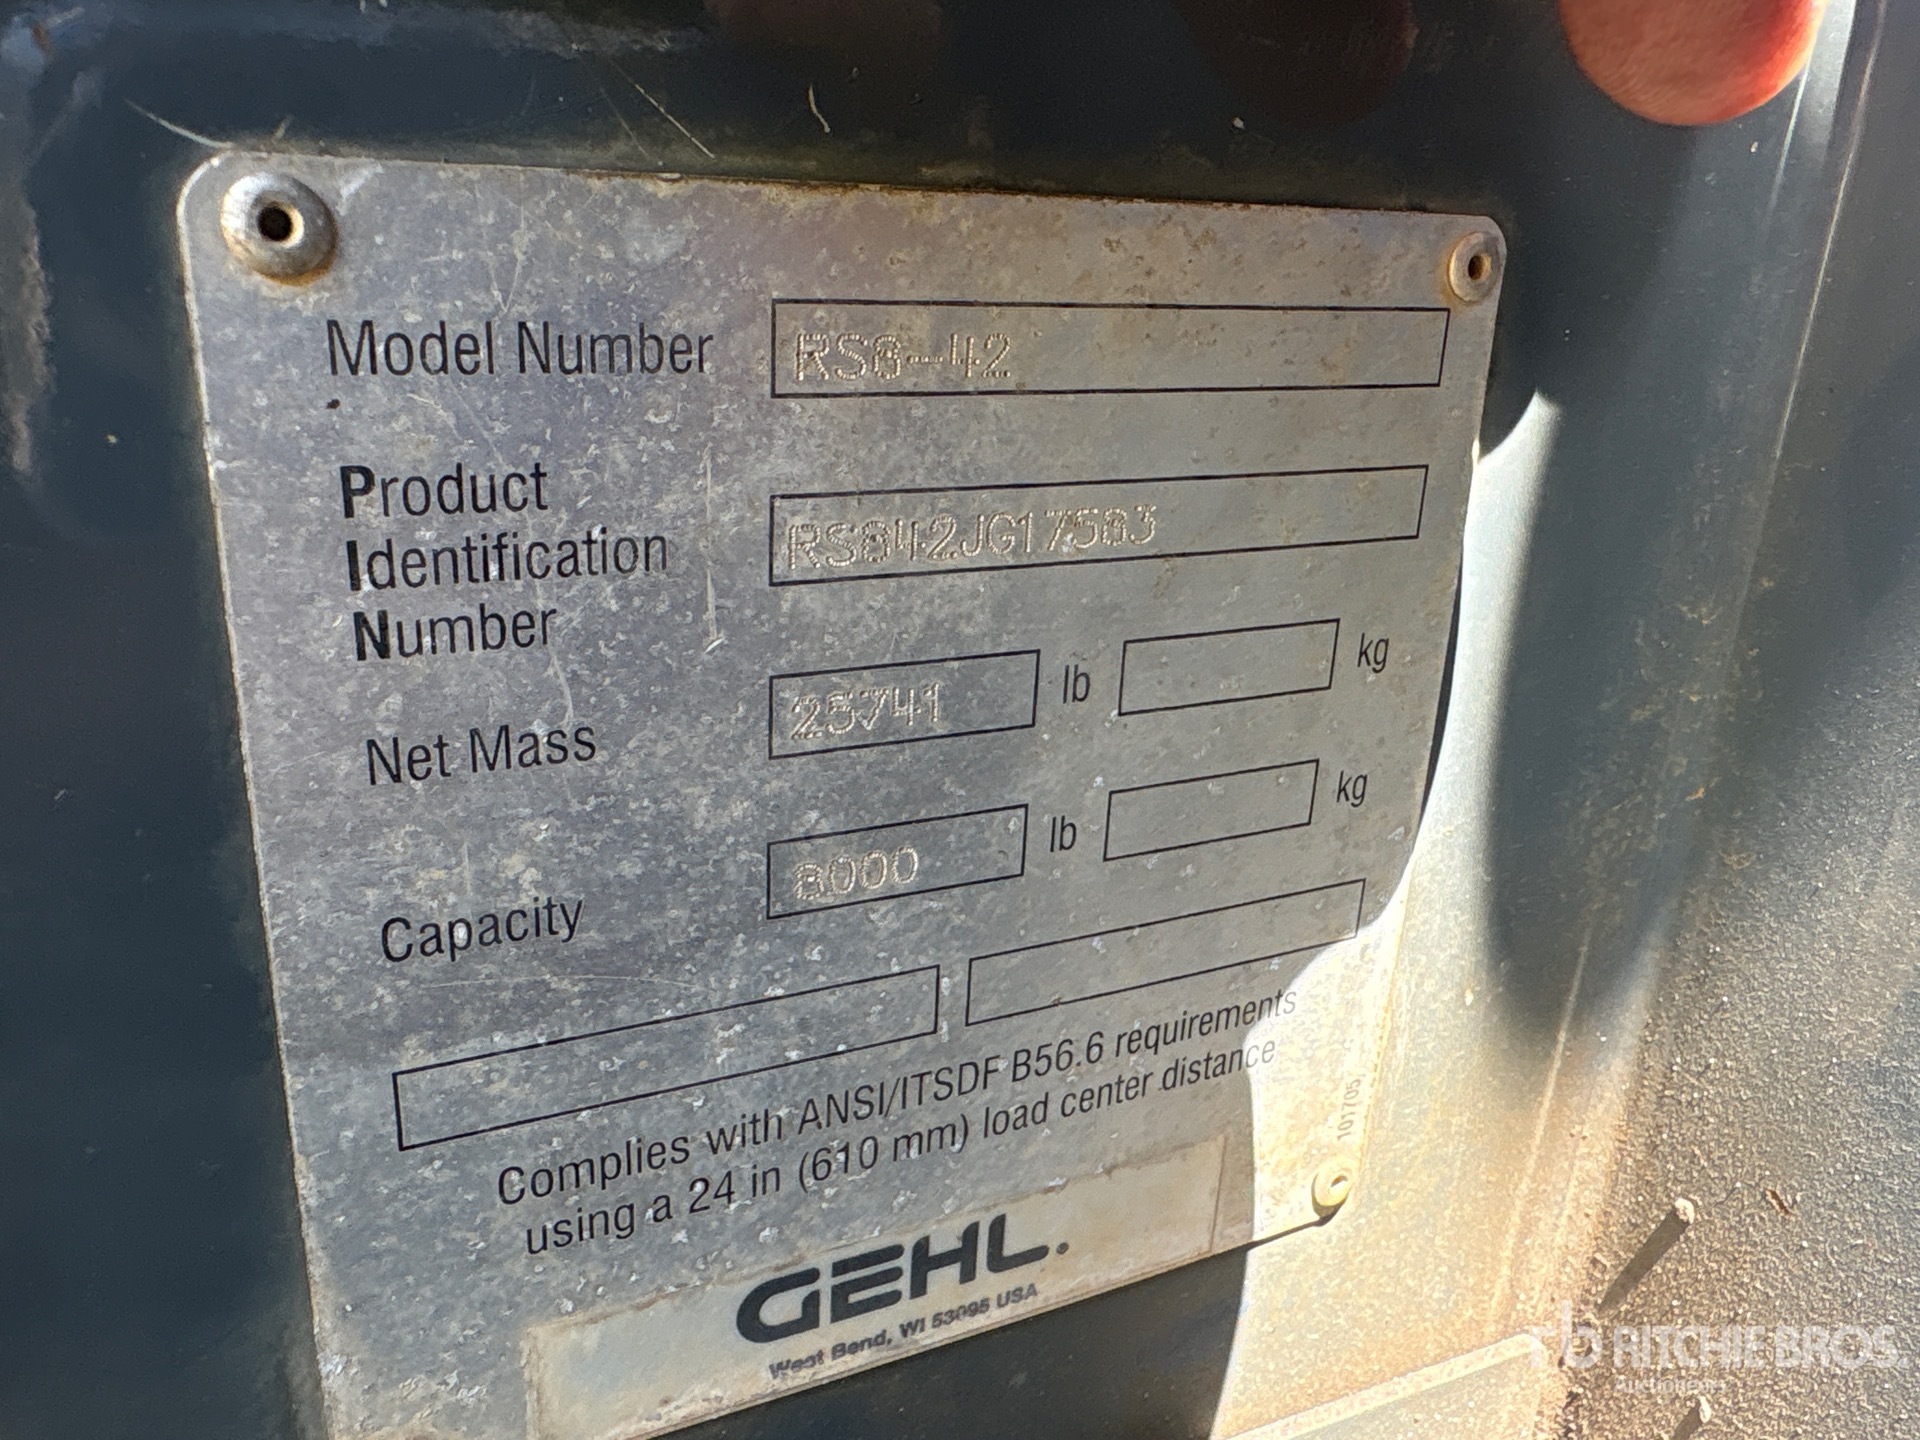 Model Number RS8-42
Product
Identification
Number
RS842JG17583
Net Mass 25741 lb kg
Capacity 8000 lb kg
Complies with ANSI/ITSDF B56.6 requirements
using a 24 in (610 mm) load center distance
101705
GEHL.
West Bend, WI 53095 USA
rb RITCHIE BROS.
Auctioneers